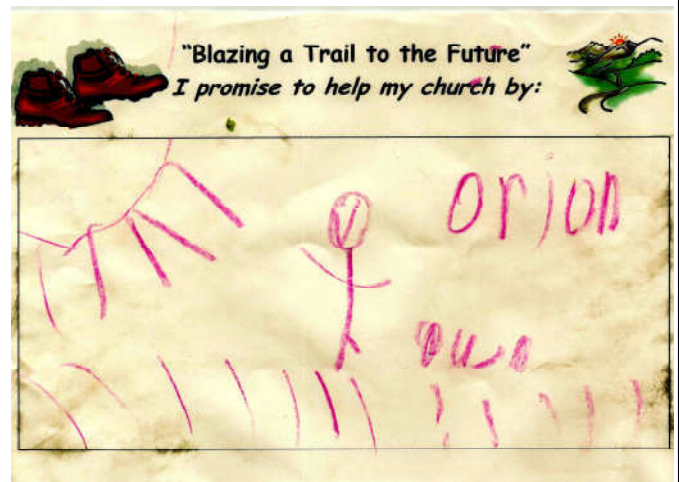 “Blazing a Trail to the Future”
I promise to help my church by:
orion